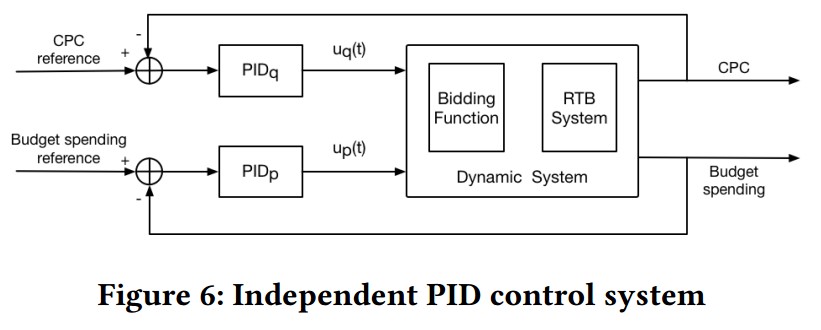 CPC
reference
+
-
PIDq
uq(t)
Bidding
Function
RTB
System
CPC
Budget spending
reference
+
-
PIDp
up(t)
Dynamic System
Budget
spending
Figure 6: Independent PID control system